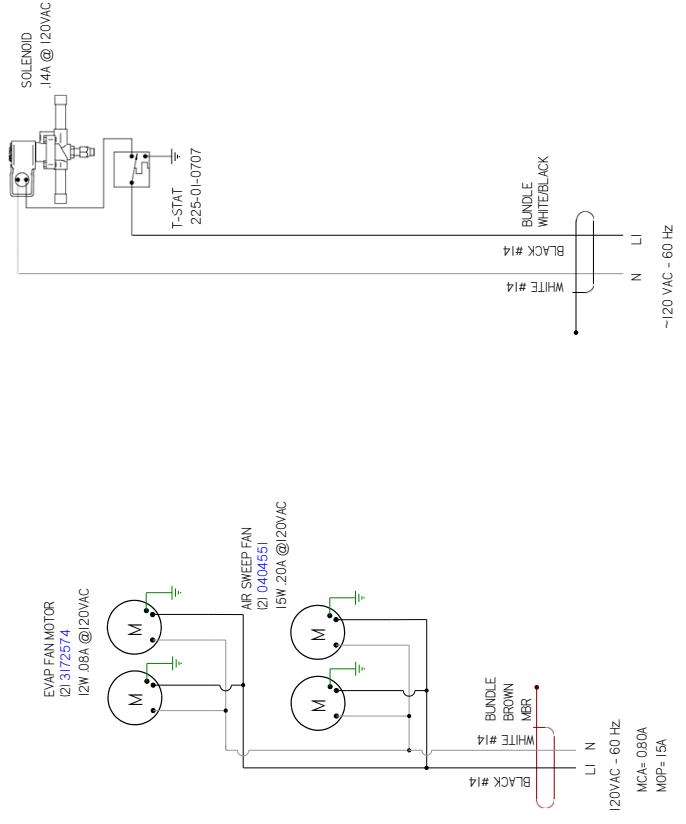 SOLENOID
.14A @ 120VAC
T-STAT
225-01-0707
BUNDLE
WHITE/BLACK
BLACK #14
WHITE #14
L1
N
~120 VAC - 60 Hz
EVAP FAN MOTOR
(2) 3172574
12W .08A @120VAC
M
M
AIR SWEEP FAN
(2) 0404551
15W .20A @120VAC
M
M
BUNDLE
BROWN
MBR
WHITE #14
BLACK #14
L1
N
120VAC - 60 HZ
MCA= 0.80A
MOP= 15A